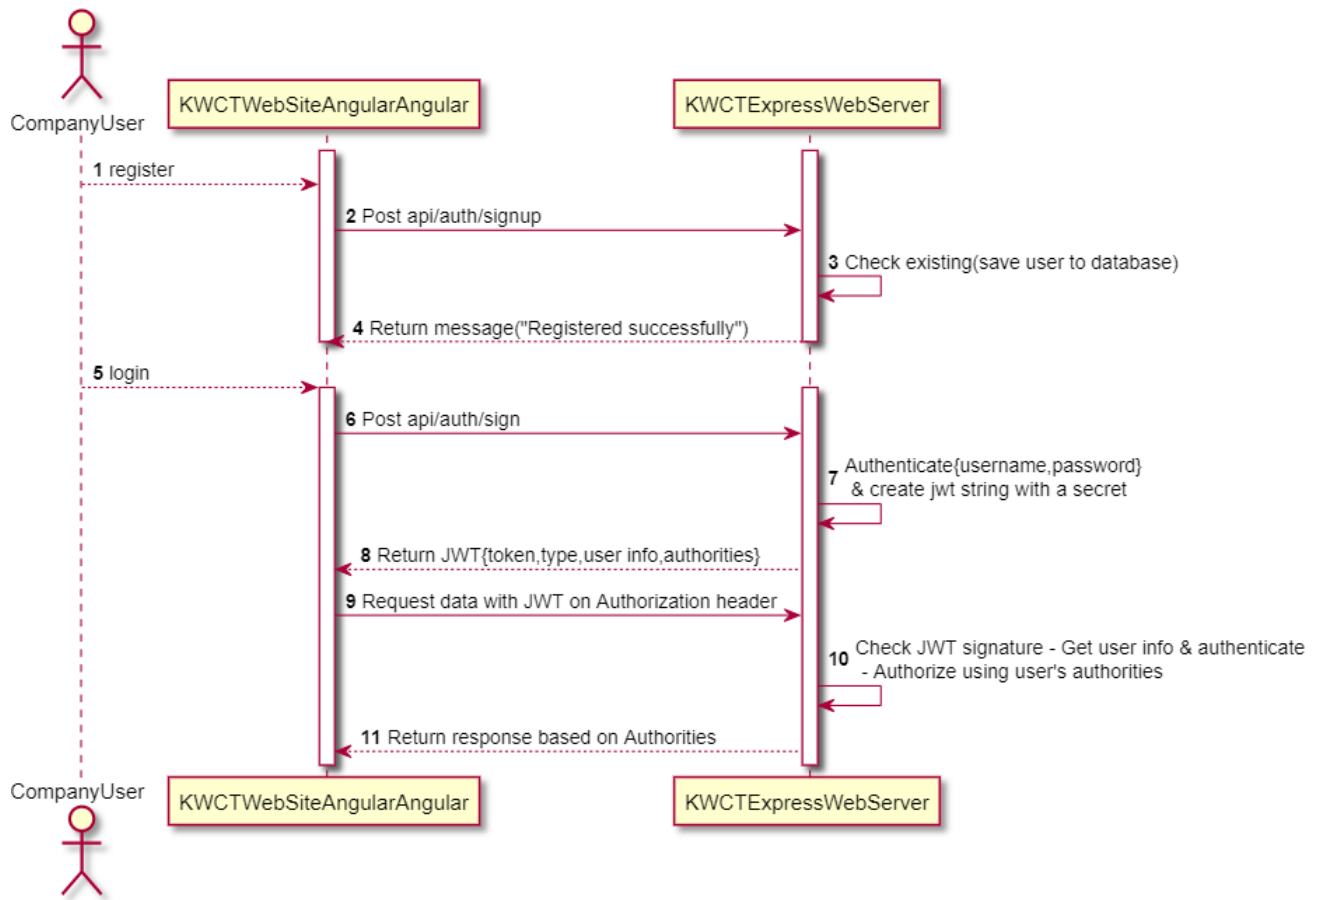 CompanyUser
KWCTWebSiteAngularAngular
KWCTExpressWebServer
1 register
2 Post api/auth/signup
3 Check existing(save user to database)
4 Return message("Registered successfully")
5 login
6 Post api/auth/sign
7 Authenticate{username,password}
& create jwt string with a secret
8 Return JWT{token,type,user info,authorities}
9 Request data with JWT on Authorization header
10 Check JWT signature - Get user info & authenticate
- Authorize using user's authorities
11 Return response based on Authorities
CompanyUser
KWCTWebSiteAngularAngular
KWCTExpressWebServer